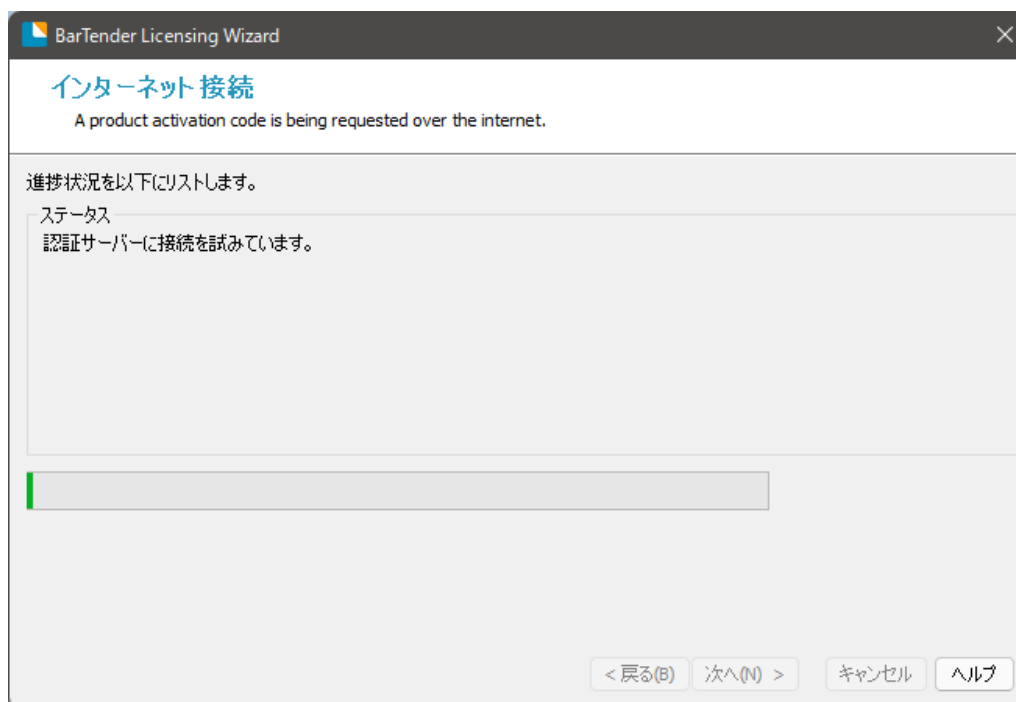 BarTender Licensing Wizard
インターネット接続
A product activation code is being requested over the internet.
進捗状況を以下にリストします。
ステータス
認証サーバーに接続を試みています。
< 戻る(B) 次へ(N) > キャンセル ヘルプ